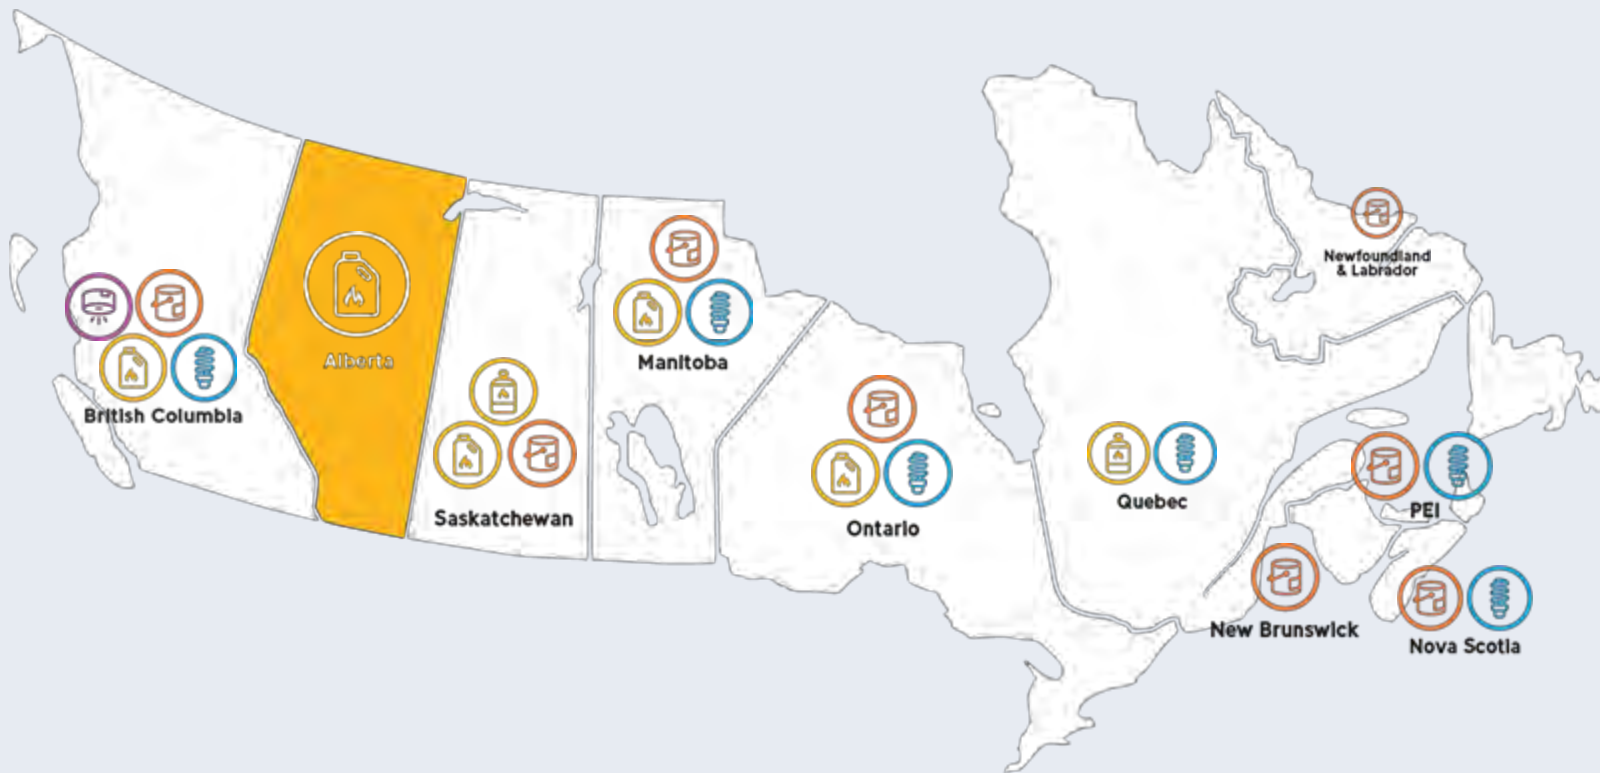 Newfoundland
& Labrador
Alberta
Manitoba
British Columbia
Quebec
PEI
Saskatchewan
Ontario
New Brunswick
Nova Scotia